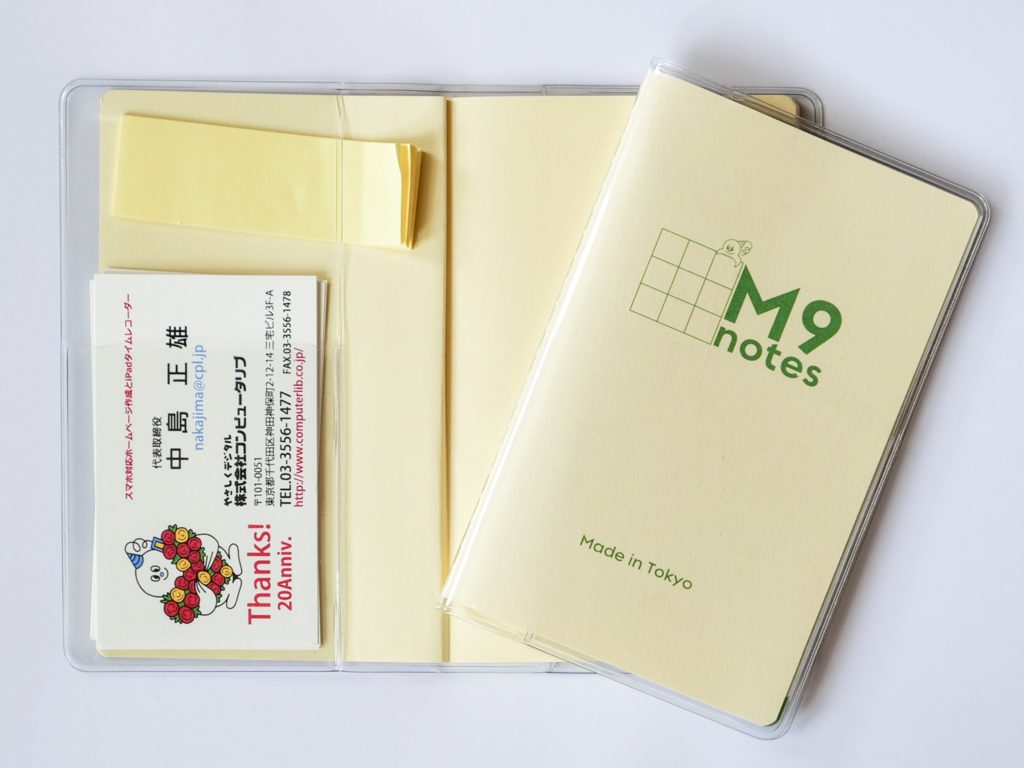 スマホ対応ホームページ作成とiPadタイムレコーダー
代表取締役
中島 正雄
nakajima@cpl.jp
やさしくデジタル
株式会社コンピュータリブ
〒101-0051
東京都千代田区神田神保町2-12-14 三宅ビル3F-A
TEL.03-3556-1477 FAX.03-3556-1478
http://www.computerlib.co.jp/
Thanks!
20Anniv.
M9
notes
Made in Tokyo